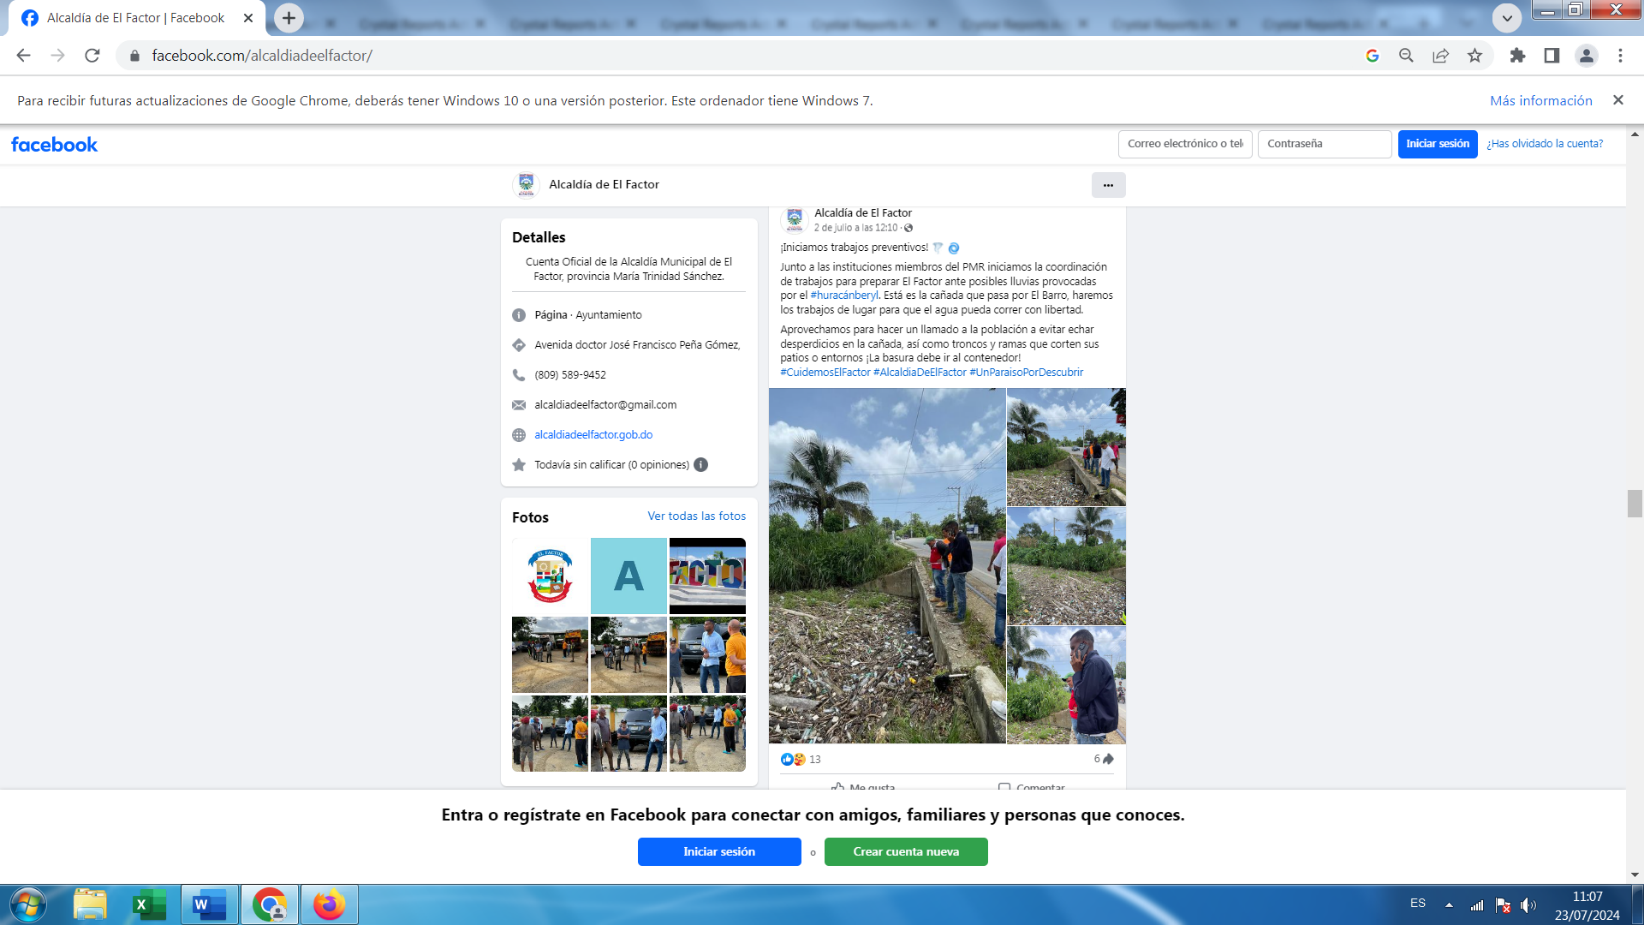 Alcaldía de El Factor | Facebook
facebook.com/alcaldiadeelfactor/
Para recibir futuras actualizaciones de Google Chrome, deberás tener Windows 10 o una versión posterior. Este ordenador tiene Windows 7.
Más información
facebook
Correo electrónico o tel
Contraseña
Iniciar sesión
¿Has olvidado la cuenta?
Alcaldía de El Factor
Detalles
Cuenta Oficial de la Alcaldía Municipal de El
Factor, provincia María Trinidad Sánchez.
Página · Ayuntamiento
Avenida doctor José Francisco Peña Gómez,
(809) 589-9452
alcaldiadeelfactor@gmail.com
alcaldiadeelfactor.gob.do
Todavía sin calificar (0 opiniones)
Fotos
Ver todas las fotos
EL FACTOR
A
FACTO
Alcaldía de El Factor
2 de julio a las 12:10 ·
¡Iniciamos trabajos preventivos!
Junto a las instituciones miembros del PMR iniciamos la coordinación
de trabajos para preparar El Factor ante posibles lluvias provocadas
por el #huracánberyl. Está es la cañada que pasa por El Barro, haremos
los trabajos de lugar para que el agua pueda correr con libertad.
Aprovechamos para hacer un llamado a la población a evitar echar
desperdicios en la cañada, así como troncos y ramas que corten sus
patios o entornos ¡La basura debe ir al contenedor!
#CuidemosElFactor #AlcaldiaDeElFactor #UnParaisoPorDescubrir
13
6
Me gusta
Comentar
Entra o regístrate en Facebook para conectar con amigos, familiares y personas que conoces.
Iniciar sesión
o
Crear cuenta nueva
ES
11:07
23/07/2024